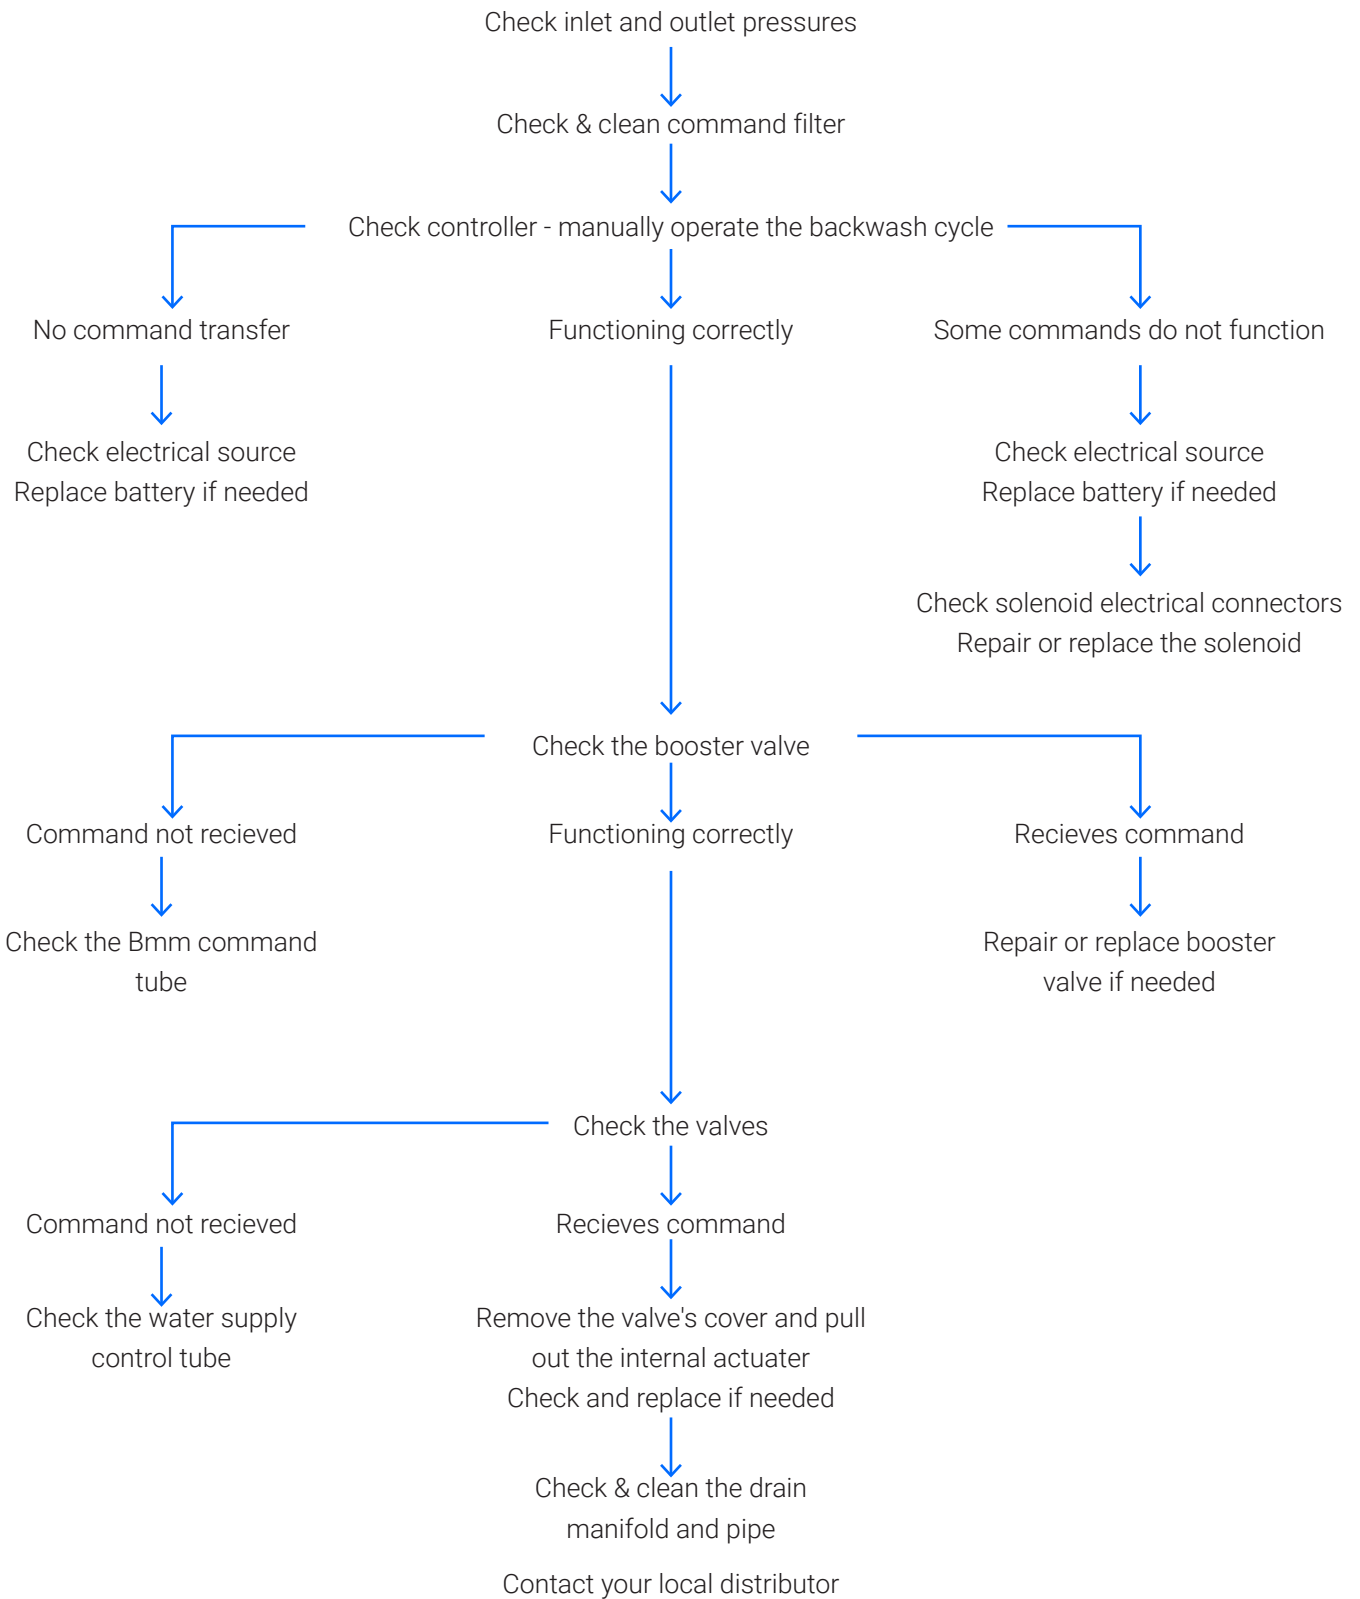 Check inlet and outlet pressures
Check & clean command filter
Check controller - manually operate the backwash cycle
No command transfer
Functioning correctly
Some commands do not function
Check electrical source
Replace battery if needed
Check electrical source
Replace battery if needed
Check solenoid electrical connectors
Repair or replace the solenoid
Check the booster valve
Command not recieved
Functioning correctly
Recieves command
Check the Bmm command
tube
Repair or replace booster
valve if needed
Check the valves
Command not recieved
Recieves command
Check the water supply
control tube
Remove the valve's cover and pull
out the internal actuater
Check and replace if needed
Check & clean the drain
manifold and pipe
Contact your local distributor